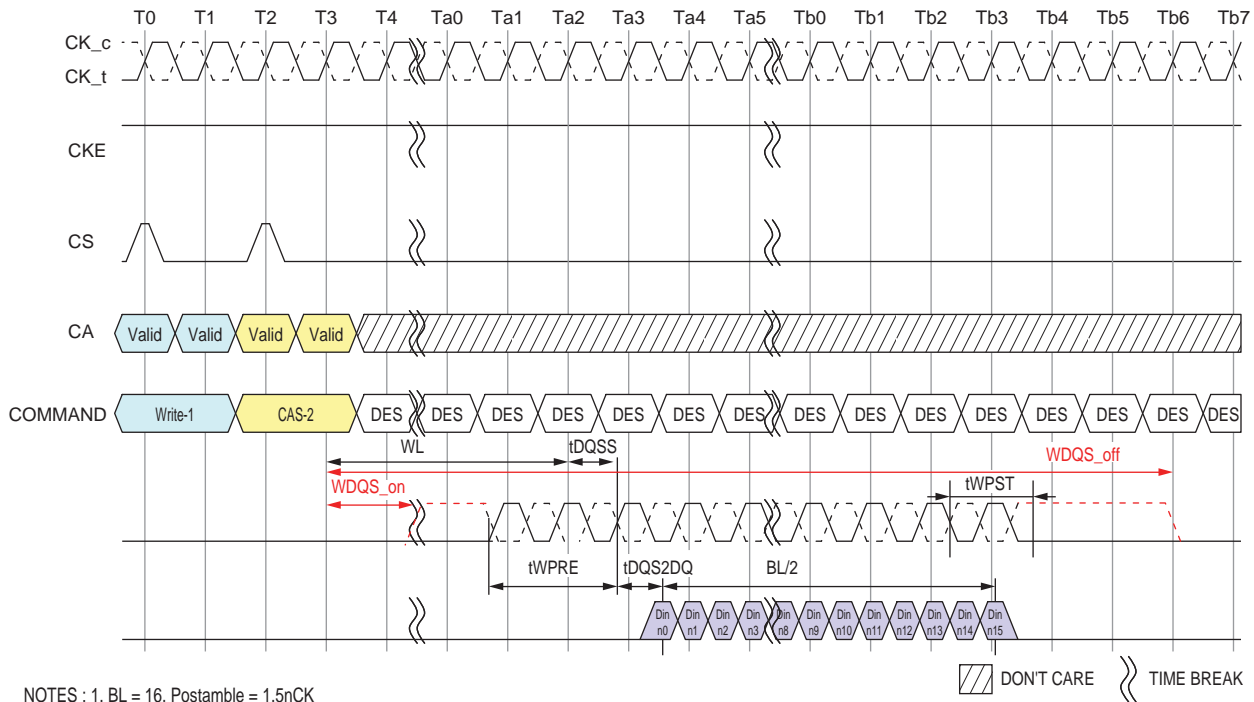 T0 T1 T2 T3 T4 Ta0 Ta1 Ta2 Ta3 Ta4 Ta5 Tb0 Tb1 Tb2 Tb3 Tb4 Tb5 Tb6 Tb7
CK_c
CK_t
CKE
CS
CA Valid Valid Valid Valid
COMMAND Write-1 CAS-2 DES DES DES DES DES DES DES DES DES DES DES DES DES DES DES
WL tDQSS WDQS_off
WDQS_on tWPST
tWPRE tDQS2DQ BL/2
Din Din Din Din Din Din Din Din Din Din Din Din
n0 n1 n2 n3 n8 n9 n10 n11 n12 n13 n14 n15
DON'T CARE TIME BREAK
NOTES : 1. BL = 16, Postamble = 1.5nCK